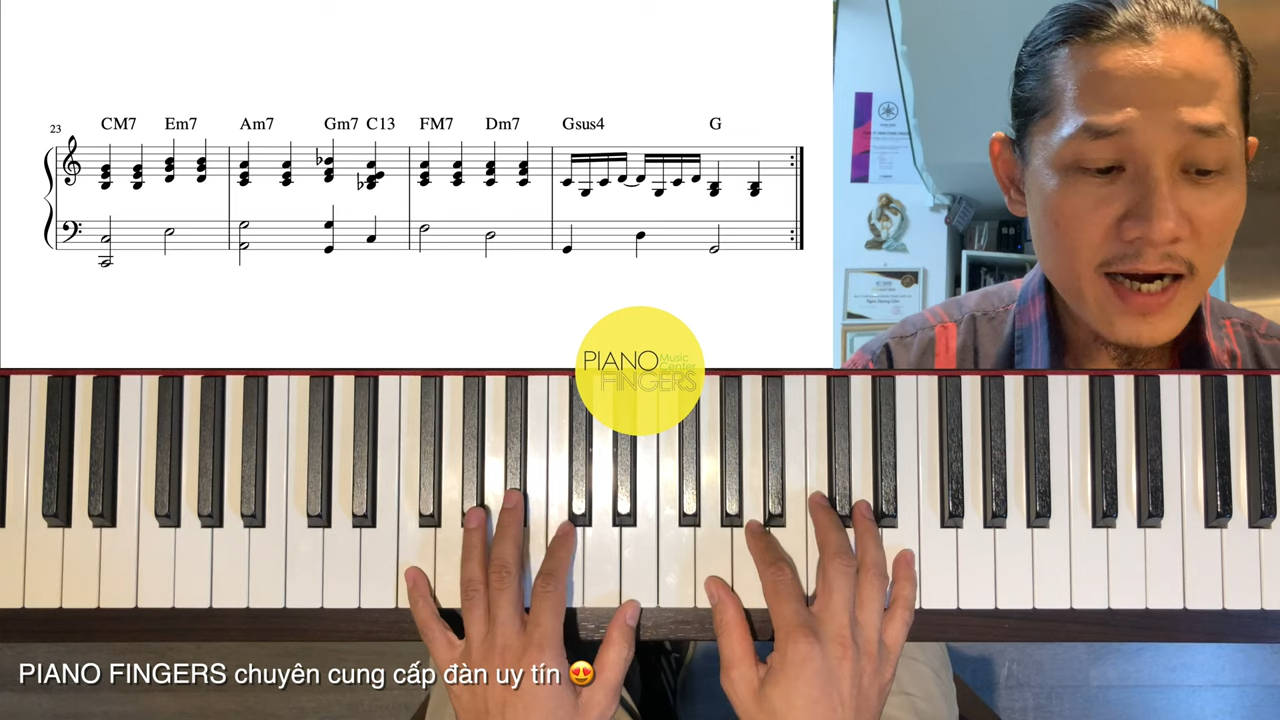 23
CM7 Em7 Am7 Gm7 C13 FM7 Dm7 Gsus4 G
PIANO Music
Center
FINGERS
PIANO FINGERS chuyên cung cấp đàn uy tín 😍